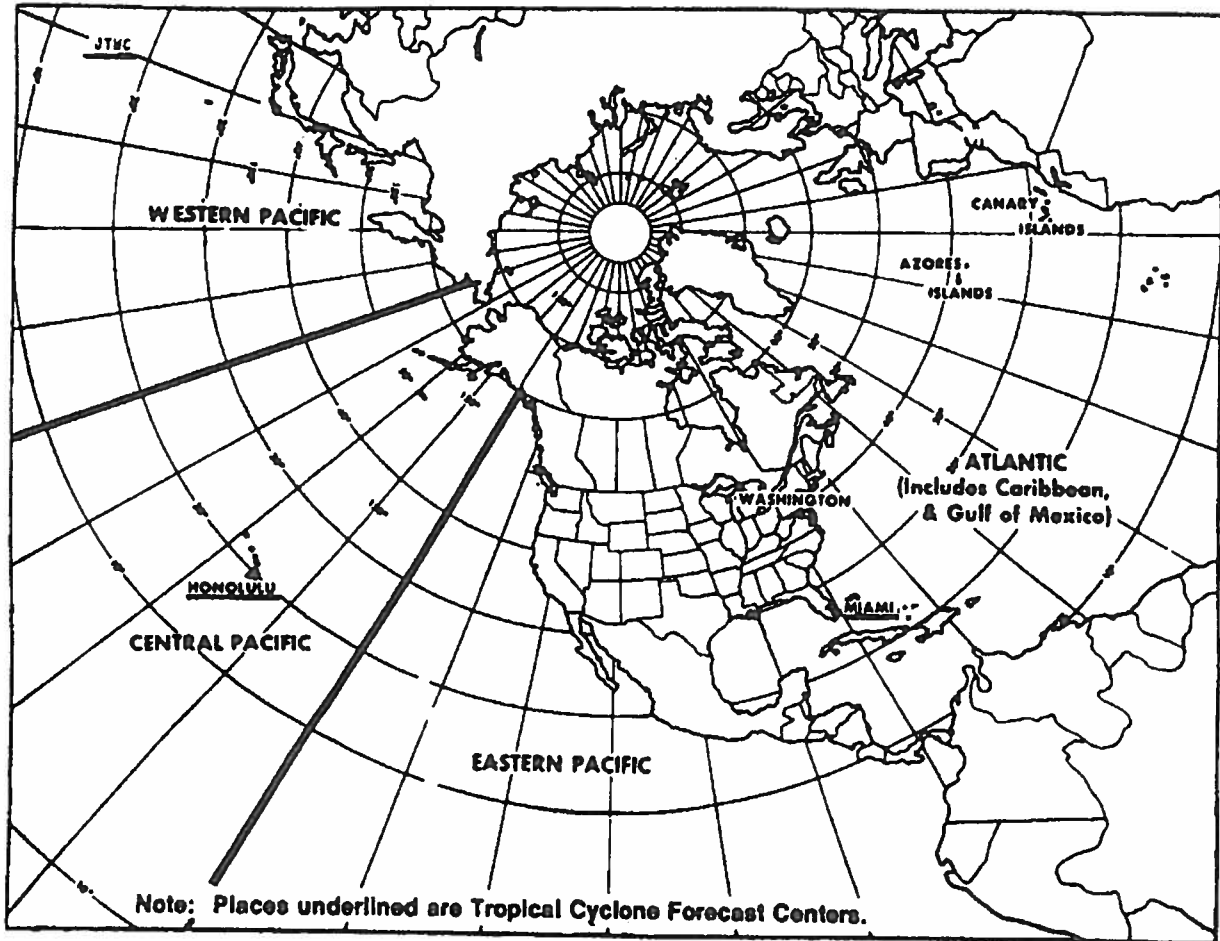 JTWC
WESTERN PACIFIC
CANARY
ISLANDS
AZORES
ISLANDS
ATLANTIC
(Includes Caribbean,
& Gulf of Mexico)
WASHINGTON
HONOLULU
MIAMI
CENTRAL PACIFIC
EASTERN PACIFIC
Note: Places underlined are Tropical Cyclone Forecast Centers.